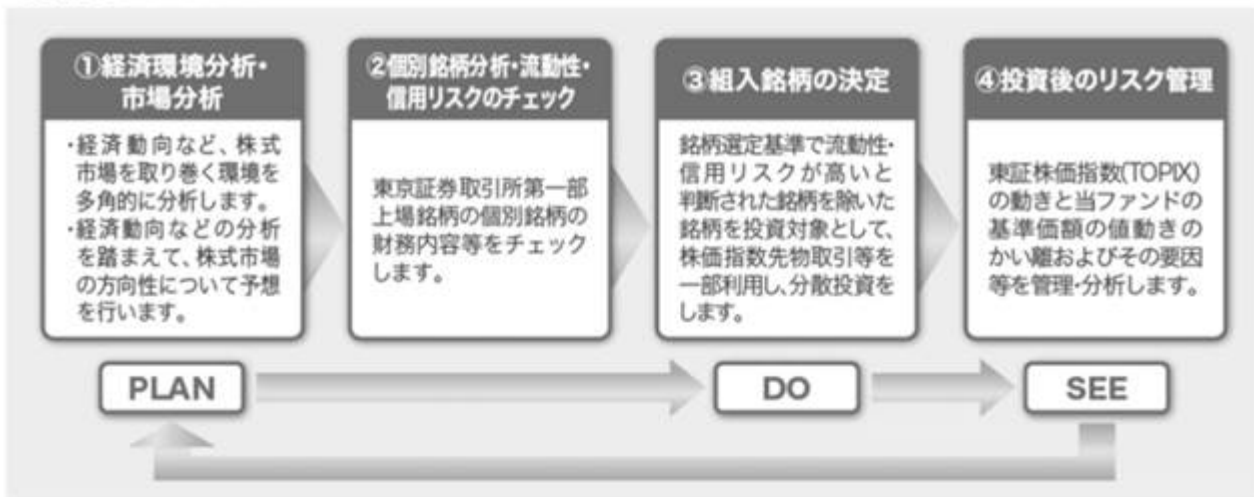 ①経済環境分析・
市場分析
・経済動向など、株式
市場を取り巻く環境を
多角的に分析します。
・経済動向などの分析
を踏まえて、株式市場
の方向性について予想
を行います。
②個別銘柄分析・流動性・
信用リスクのチェック
東京証券取引所第一部
上場銘柄の個別銘柄の
財務内容等をチェック
します。
③組入銘柄の決定
銘柄選定基準で流動性・
信用リスクが高いと
判断された銘柄を除いた
銘柄を投資対象として、
株価指数先物取引等を
一部利用し、分散投資を
します。
④投資後のリスク管理
東証株価指数(TOPIX)
の動きと当ファンドの
基準価額の値動きの
かい離およびその要因
等を管理・分析します。
PLAN
DO
SEE